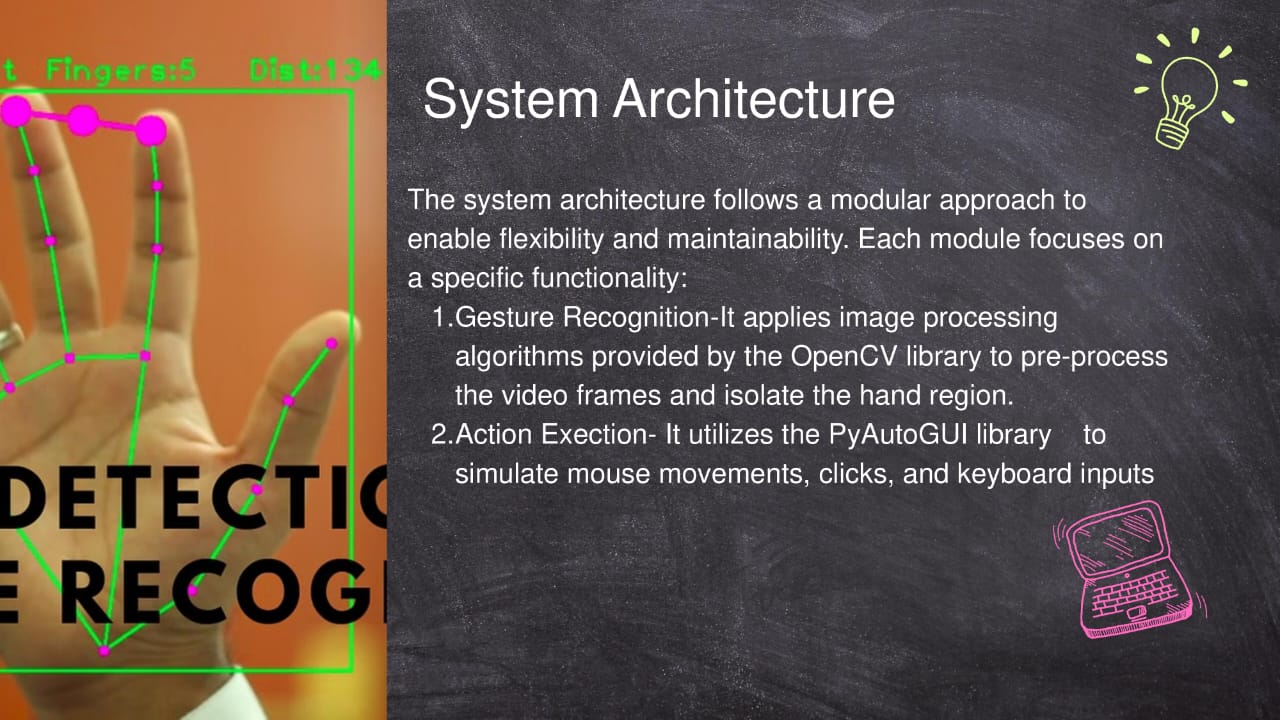 t Fingers:5 Dist:134
DETECTIO
E RECOG
System Architecture
The system architecture follows a modular approach to
enable flexibility and maintainability. Each module focuses on
a specific functionality:
1.Gesture Recognition-It applies image processing
algorithms provided by the OpenCV library to pre-process
the video frames and isolate the hand region.
2.Action Exection- It utilizes the PyAutoGUI library to
simulate mouse movements, clicks, and keyboard inputs